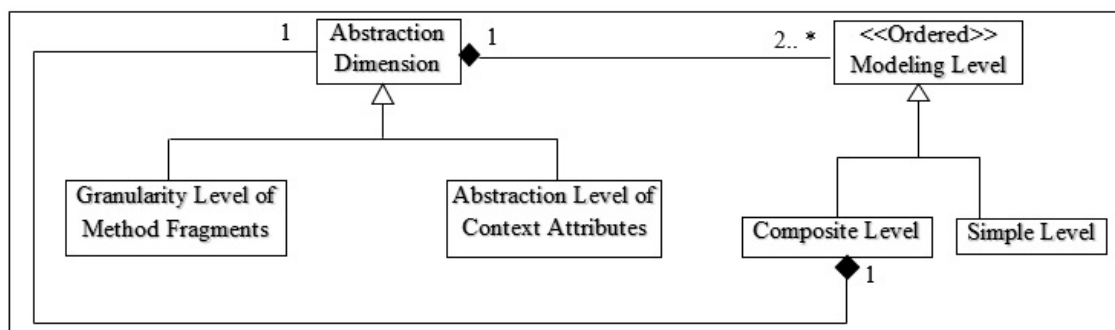 1
Abstraction
Dimension
1
2.. *
<<Ordered>>
Modeling Level
Granularity Level of
Method Fragments
Abstraction Level of
Context Attributes
Composite Level
Simple Level
1